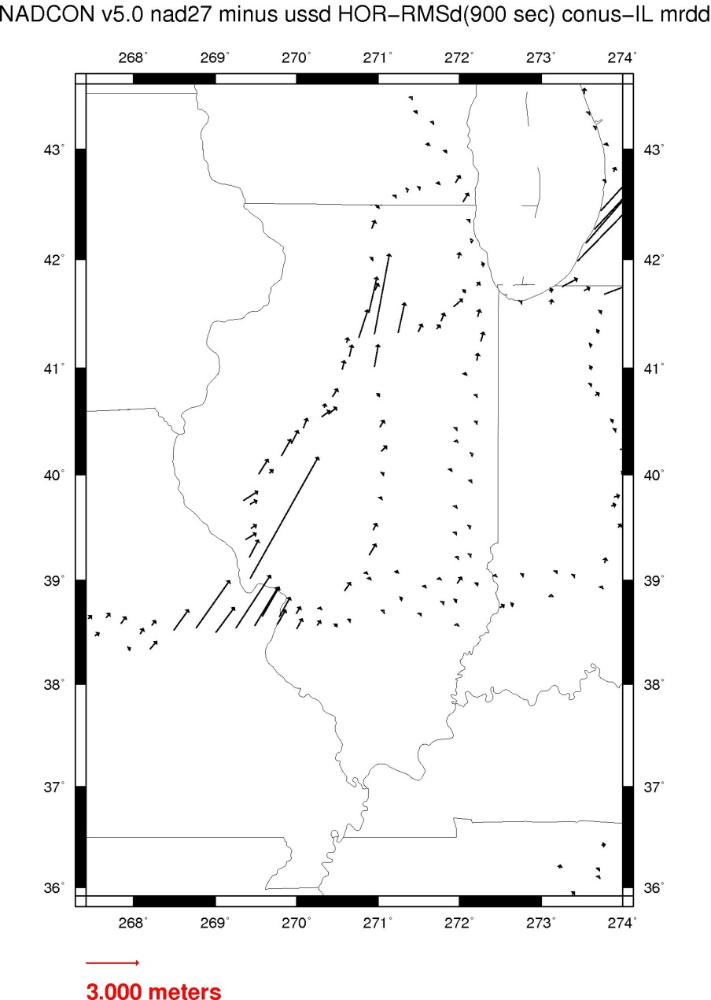 NADCON v5.0 nad27 minus ussd HOR−RMSd(900 sec) conus−IL mrdd
268° 269° 270° 271° 272° 273° 274°
43° 43°
42° 42°
41° 41°
40° 40°
39° 39°
38° 38°
37° 37°
36° 36°
268° 269° 270° 271° 272° 273° 274°
3.000 meters